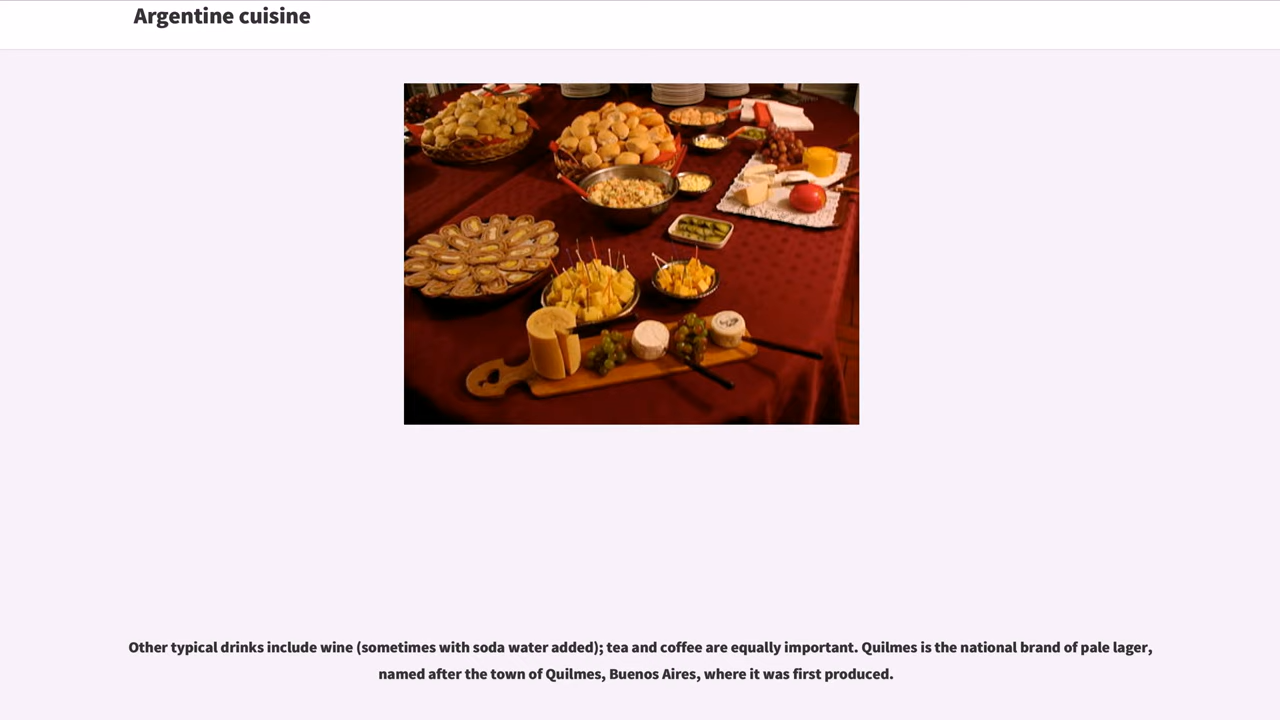 Argentine cuisine
Other typical drinks include wine (sometimes with soda water added); tea and coffee are equally important. Quilmes is the national brand of pale lager,
named after the town of Quilmes, Buenos Aires, where it was first produced.